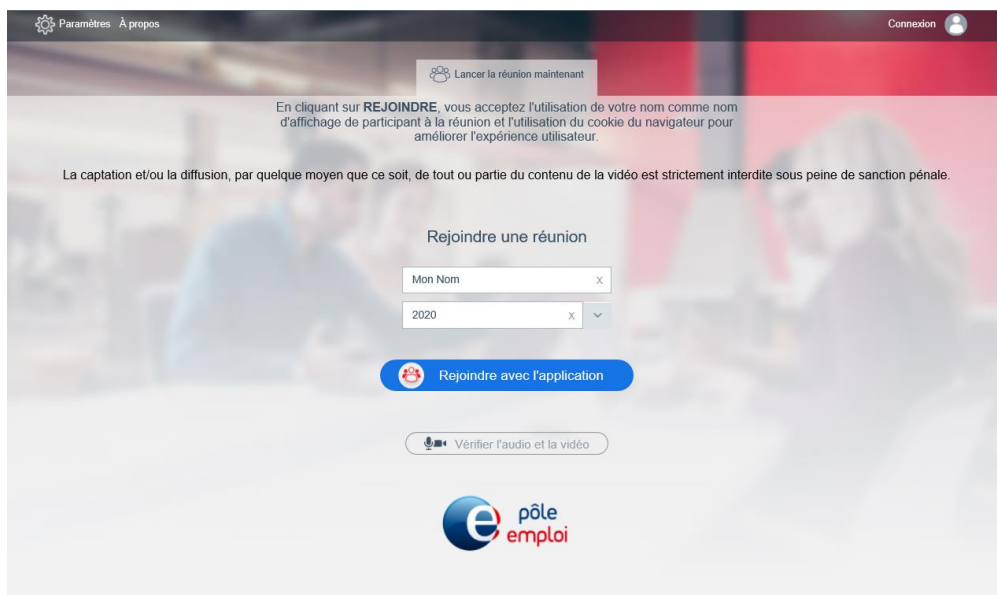 Paramètres À propos
Connexion
Lancer la réunion maintenant
En cliquant sur REJOINDRE, vous acceptez l'utilisation de votre nom comme nom
d'affichage de participant à la réunion et l'utilisation du cookie du navigateur pour
améliorer l'expérience utilisateur.
La captation et/ou la diffusion, par quelque moyen que ce soit, de tout ou partie du contenu de la vidéo est strictement interdite sous peine de sanction pénale.
Rejoindre une réunion
Mon Nom x
2020 x
Rejoindre avec l'application
Vérifier l'audio et la vidéo
pôle
emploi